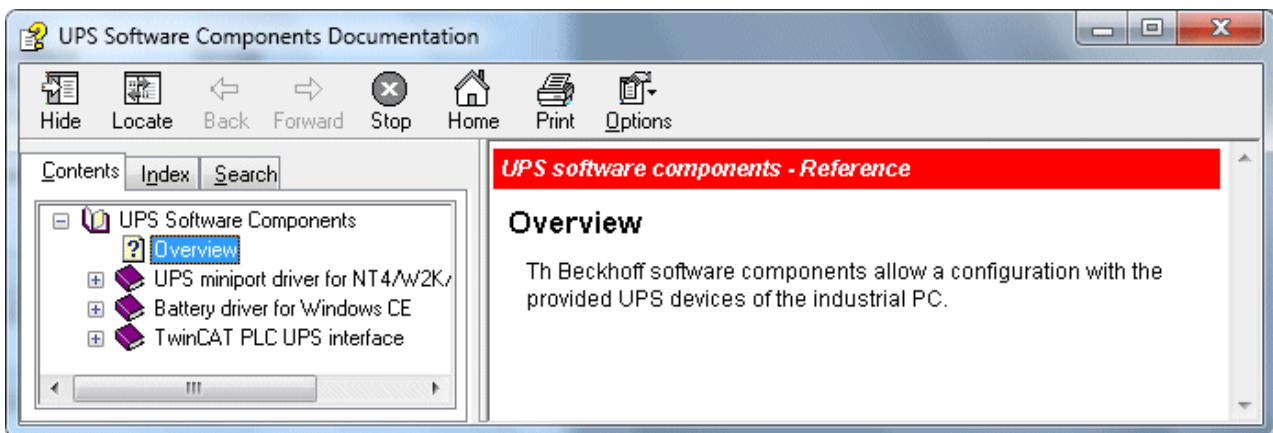 UPS Software Components Documentation
Hide Locate Back Forward Stop Home Print Options
Contents Index Search
UPS Software Components
Overview
UPS miniport driver for NT4/W2K/
Battery driver for Windows CE
TwinCAT PLC UPS interface
UPS software components - Reference
Overview
Th Beckhoff software components allow a configuration with the
provided UPS devices of the industrial PC.